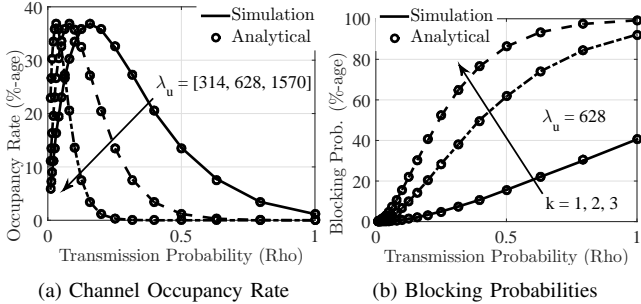 40
30
20
10
0
0
0.5
1
Occupancy Rate (%-age)
Transmission Probability (Rho)
Simulation
Analytical
λu = [314, 628, 1570]
(a) Channel Occupancy Rate
100
80
60
40
20
0
0
0.5
1
Blocking Prob. (%-age)
Transmission Probability (Rho)
Simulation
Analytical
λu = 628
k = 1, 2, 3
(b) Blocking Probabilities